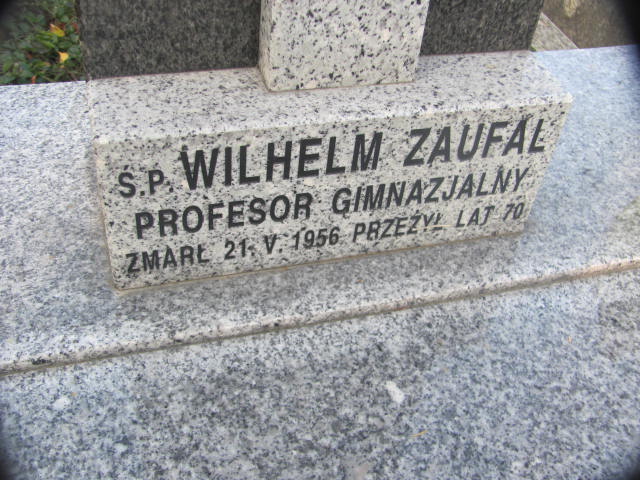 Ś.P. WILHELM ZAUFAL
PROFESOR GIMNAZJALNY
ZMARŁ 21. V. 1956 PRZEŻYŁ LAT 70